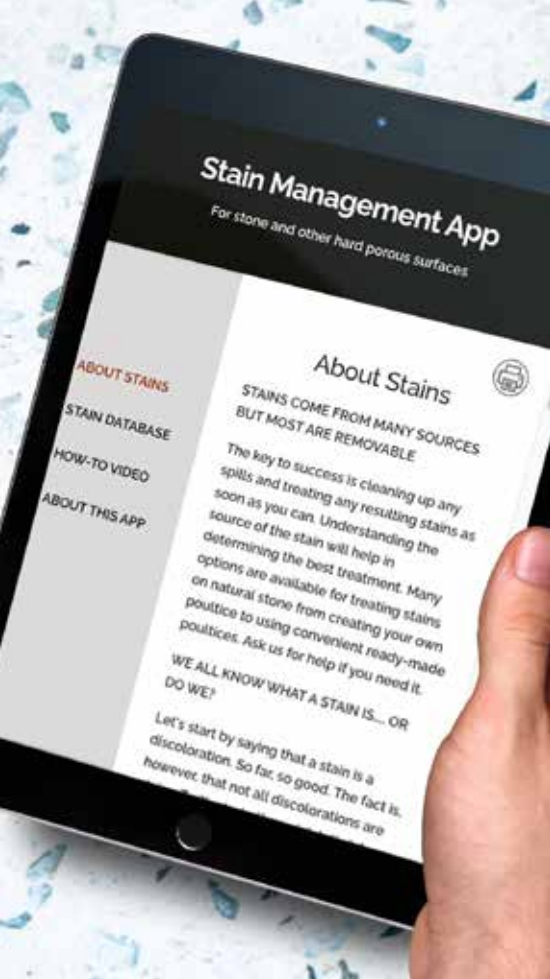 Stain Management App
For stone and other hard porous surfaces
ABOUT STAINS
STAIN DATABASE
HOW-TO VIDEO
ABOUT THIS APP
About Stains
STAINS COME FROM MANY SOURCES
BUT MOST ARE REMOVABLE
The key to success is cleaning up any
spills and treating any resulting stains as
soon as you can. Understanding the
source of the stain will help in
determining the best treatment. Many
options are available for treating stains
on natural stone from creating your own
poultice to using convenient ready-made
poultices. Ask us for help if you need it.
WE ALL KNOW WHAT A STAIN IS.... OR
DO WE?
Let's start by saying that a stain is a
discoloration. So far, so good. The fact is,
however, that not all discolorations are